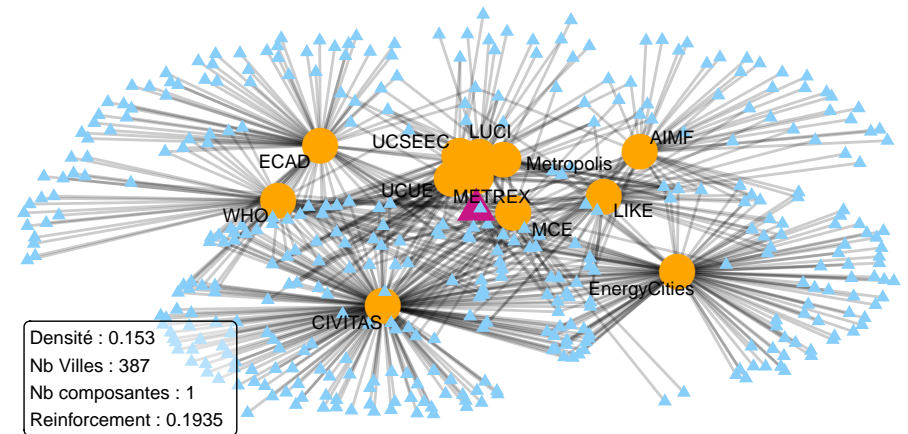 LUCI
UCSEEC
AIMF
ECAD
Metropolis
UCUE
METREX
WHO
LIKE
MCE
EnergyCities
CIVITAS
Densité : 0.153
Nb Villes : 387
Nb composantes : 1
Reinforcement : 0.1935